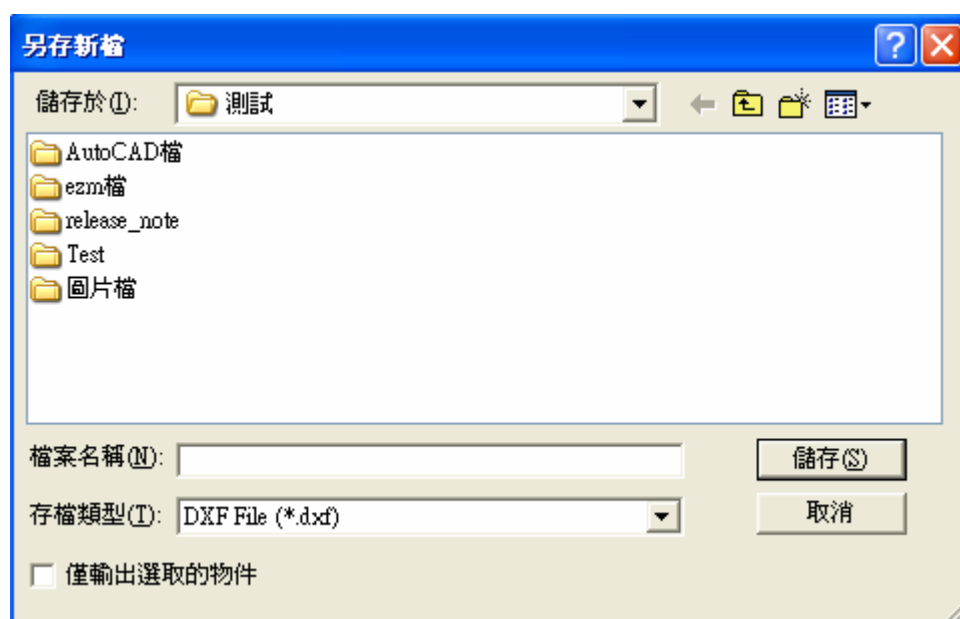 另存新檔
儲存於(I): 測試
AutoCAD檔
ezm檔
release_note
Test
圖片檔
檔案名稱(N):
儲存(S)
存檔類型(T): DXF File (*.dxf)
取消
僅輸出選取的物件